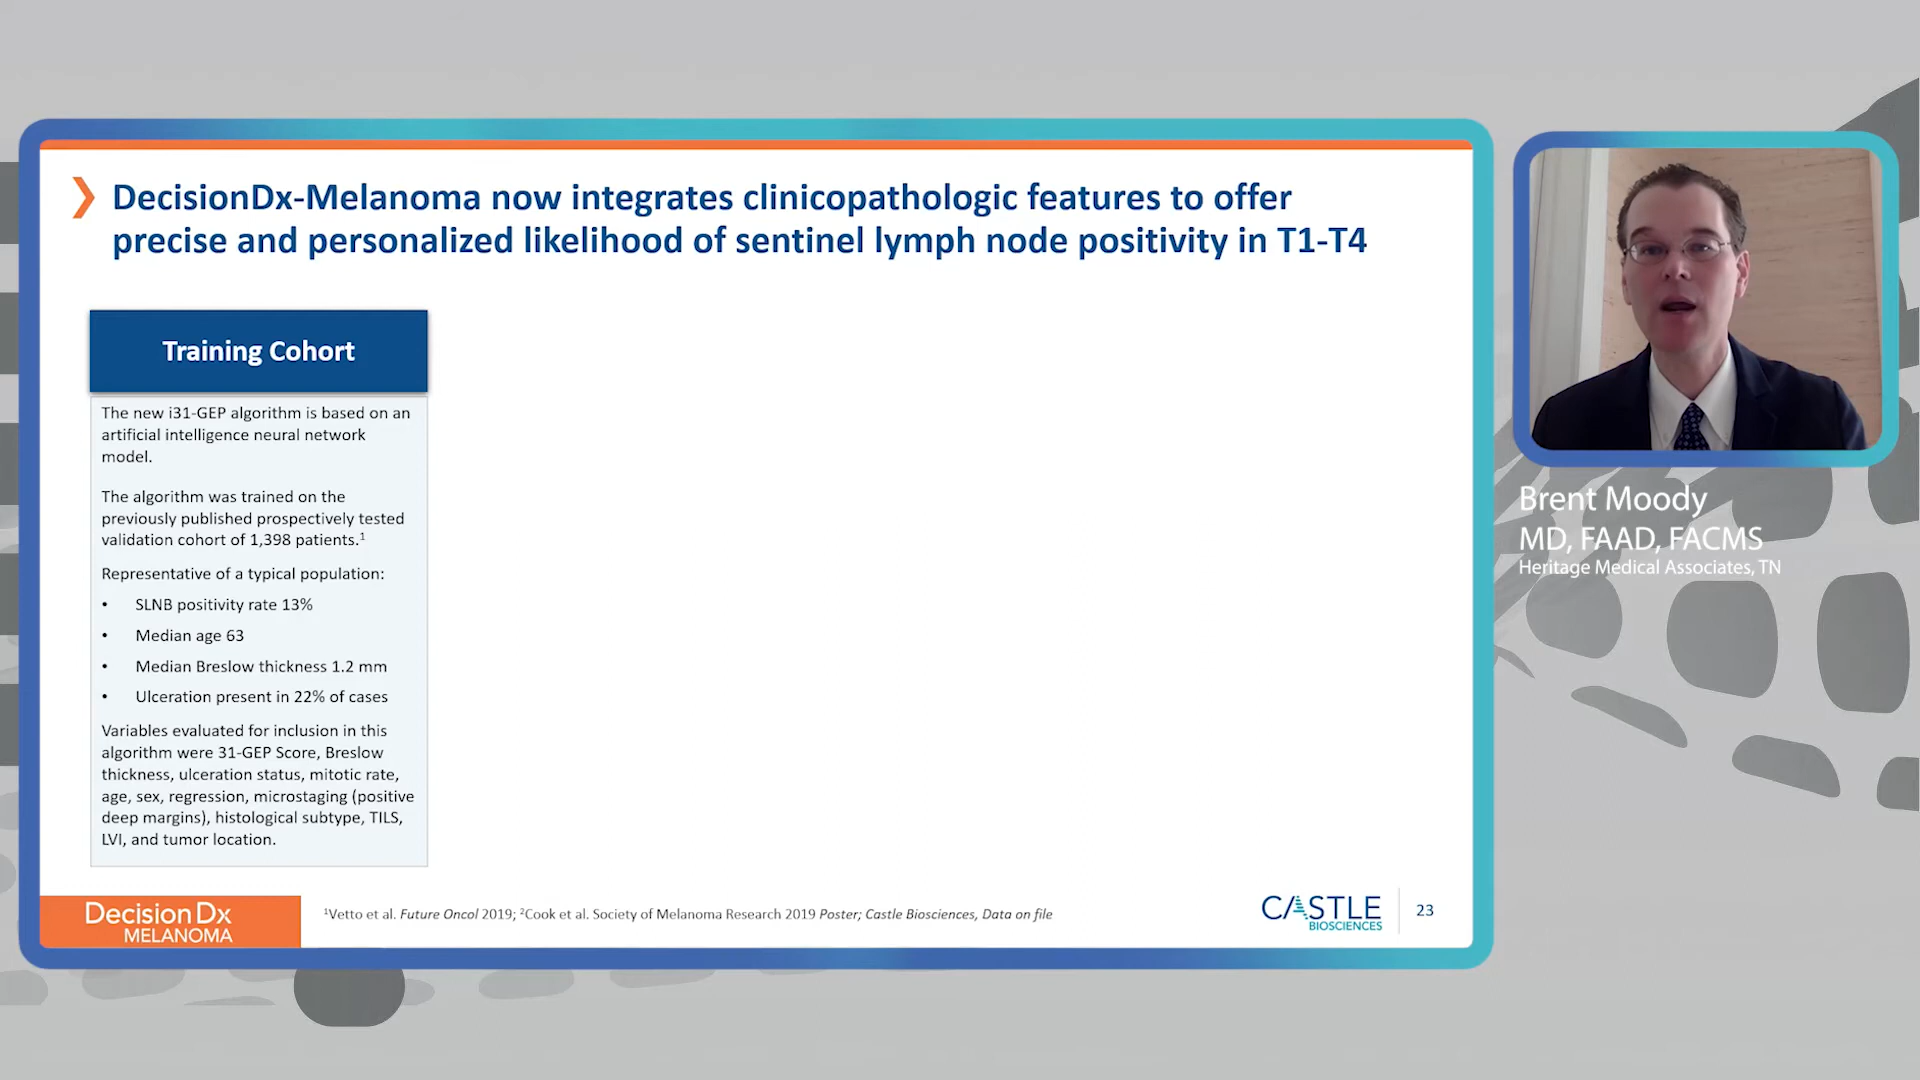 DecisionDx-Melanoma now integrates clinicopathologic features to offer
precise and personalized likelihood of sentinel lymph node positivity in T1-T4
Training Cohort
The new i31-GEP algorithm is based on an
artificial intelligence neural network
model.
The algorithm was trained on the
previously published prospectively tested
validation cohort of 1,398 patients.¹
Representative of a typical population:
• SLNB positivity rate 13%
• Median age 63
• Median Breslow thickness 1.2 mm
• Ulceration present in 22% of cases
Variables evaluated for inclusion in this
algorithm were 31-GEP Score, Breslow
thickness, ulceration status, mitotic rate,
age, sex, regression, microstaging (positive
deep margins), histological subtype, TILS,
LVI, and tumor location.
DecisionDx
MELANOMA
¹Vetto et al. Future Oncol 2019; ²Cook et al. Society of Melanoma Research 2019 Poster; Castle Biosciences, Data on file
CASTLE
BIOSCIENCES
23
Brent Moody
MD, FAAD, FACMS
Heritage Medical Associates, TN